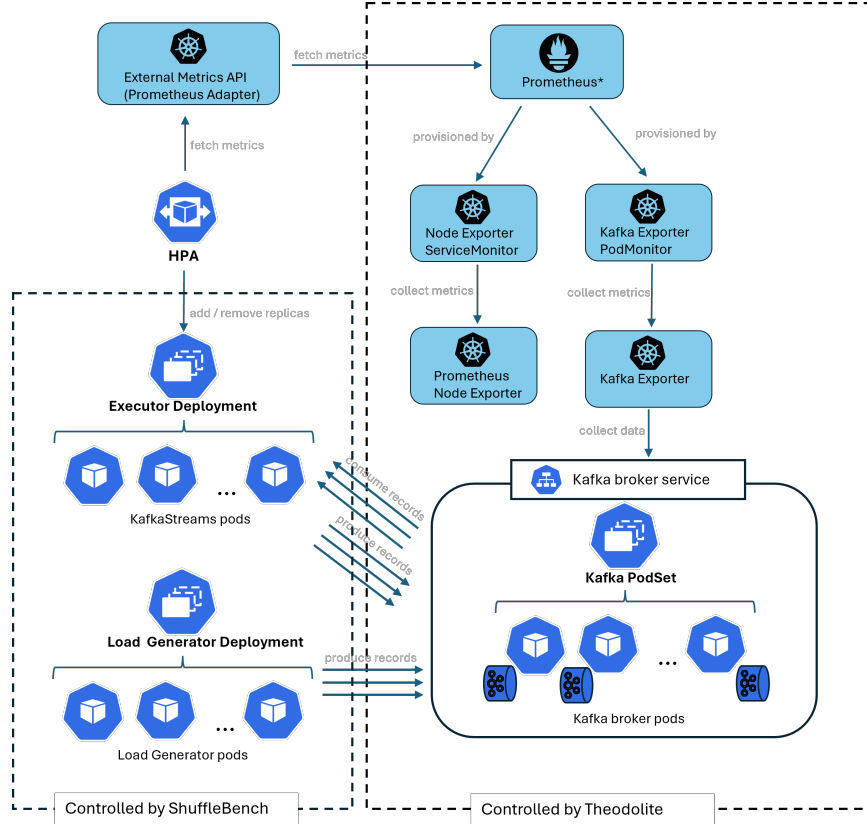 External Metrics API
(Prometheus Adapter)
fetch metrics
Prometheus*
fetch metrics
provisioned by
provisioned by
HPA
Node Exporter
ServiceMonitor
Kafka Exporter
PodMonitor
add / remove replicas
collect metrics
collect metrics
Executor Deployment
Prometheus
Node Exporter
Kafka Exporter
collect data
...
KafkaStreams pods
consume records
produce records
Kafka broker service
Kafka PodSet
Load Generator Deployment
produce records
...
Load Generator pods
...
Kafka broker pods
Controlled by ShuffleBench
Controlled by Theodolite